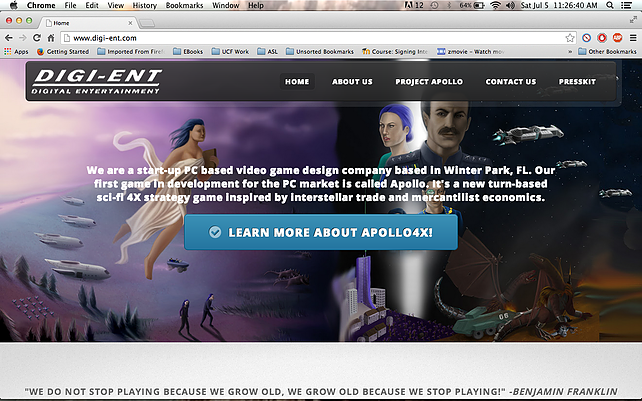 Chrome File Edit View History Bookmarks Window Help 12 64% Sat Jul 5 11:26:40 AM
Home
www.digi-ent.com
Apps Getting Started Imported From Firef EBooks UCF Work ASL Unsorted Bookmarks Course: Signing Inte zmovie – Watch mov » Other Bookmarks
DIGI-ENT
DIGITAL ENTERTAINMENT
HOME ABOUT US PROJECT APOLLO CONTACT US PRESSKIT
We are a start-up PC based video game design company based in Winter Park, FL. Our
first game in development for the PC market is called Apollo. It's a new turn-based
sci-fi 4X strategy game inspired by interstellar trade and mercantilist economics.
LEARN MORE ABOUT APOLLO4X!
"WE DO NOT STOP PLAYING BECAUSE WE GROW OLD, WE GROW OLD BECAUSE WE STOP PLAYING!" -BENJAMIN FRANKLIN